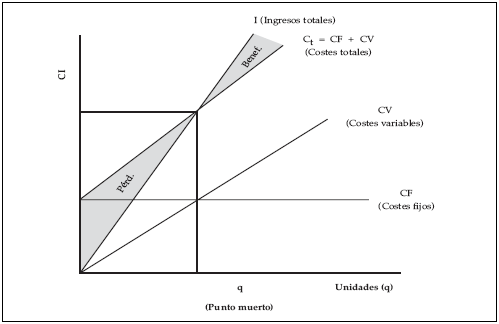 I (Ingresos totales)
Ct = CF + CV
(Costes totales)
Benef.
CI
CV
(Costes variables)
Pérd.
CF
(Costes fijos)
q
Unidades (q)
(Punto muerto)